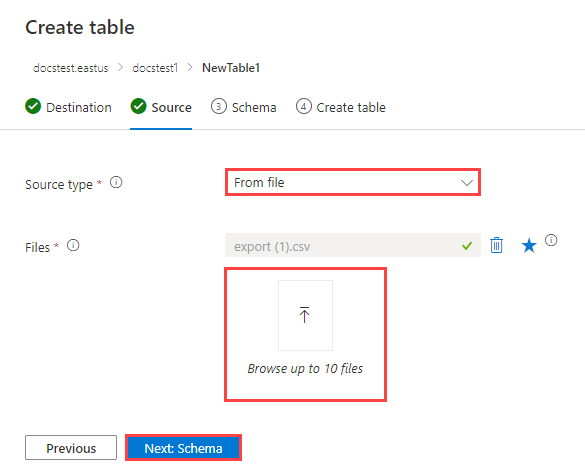 Create table
docstest.eastus > docstest1 > NewTable1
Destination Source 3 Schema 4 Create table
Source type * From file
Files * export (1).csv
Browse up to 10 files
Previous Next: Schema